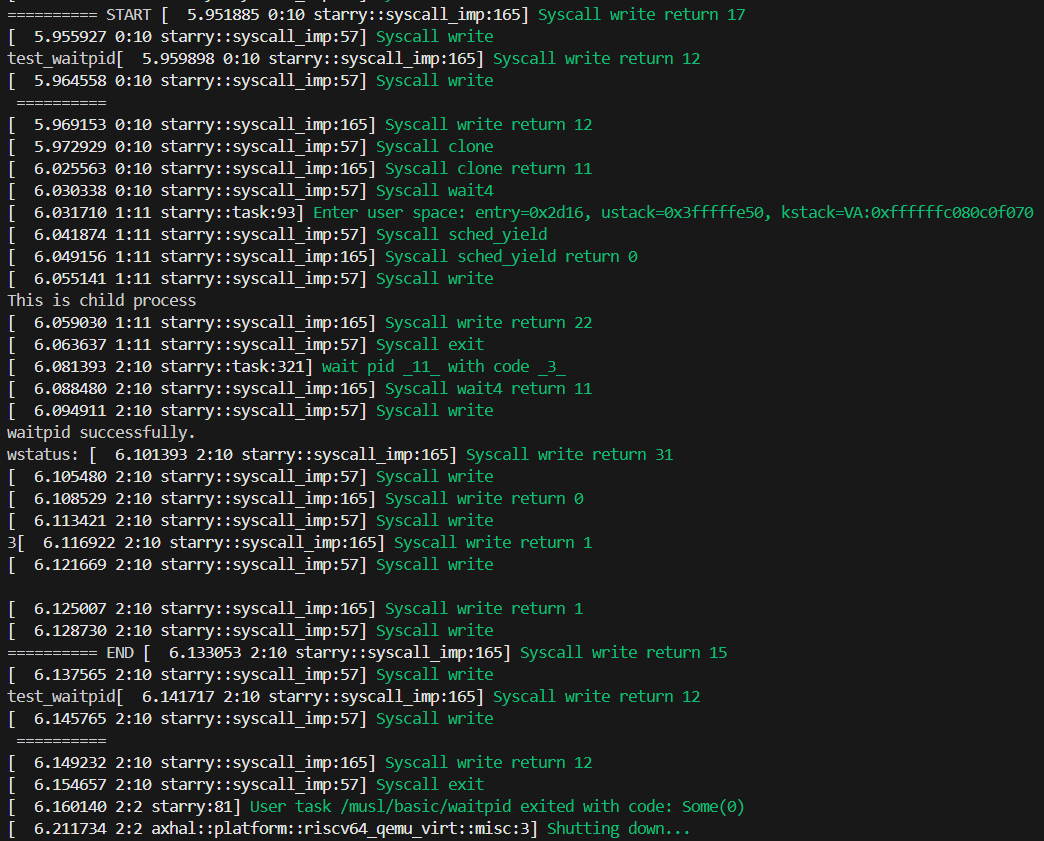 ========== START [  5.951885 0:10 starry::syscall_imp:165] Syscall write return 17
[  5.955927 0:10 starry::syscall_imp:57] Syscall write
test_waitpid[  5.959898 0:10 starry::syscall_imp:165] Syscall write return 12
[  5.964558 0:10 starry::syscall_imp:57] Syscall write
 ==========
[  5.969153 0:10 starry::syscall_imp:165] Syscall write return 12
[  5.972929 0:10 starry::syscall_imp:57] Syscall clone
[  6.025563 0:10 starry::syscall_imp:165] Syscall clone return 11
[  6.030338 0:10 starry::syscall_imp:57] Syscall wait4
[  6.031710 1:11 starry::task:93] Enter user space: entry=0x2d16, ustack=0x3fffffe50, kstack=VA:0xffffffc080c0f070
[  6.041874 1:11 starry::syscall_imp:57] Syscall sched_yield
[  6.049156 1:11 starry::syscall_imp:165] Syscall sched_yield return 0
[  6.055141 1:11 starry::syscall_imp:57] Syscall write
This is child process
[  6.059030 1:11 starry::syscall_imp:165] Syscall write return 22
[  6.063637 1:11 starry::syscall_imp:57] Syscall exit
[  6.081393 2:10 starry::task:321] wait pid _11_ with code _3_
[  6.088480 2:10 starry::syscall_imp:165] Syscall wait4 return 11
[  6.094911 2:10 starry::syscall_imp:57] Syscall write
waitpid successfully.
wstatus: [  6.101393 2:10 starry::syscall_imp:165] Syscall write return 31
[  6.105480 2:10 starry::syscall_imp:57] Syscall write
[  6.108529 2:10 starry::syscall_imp:165] Syscall write return 0
[  6.113421 2:10 starry::syscall_imp:57] Syscall write
3[  6.116922 2:10 starry::syscall_imp:165] Syscall write return 1
[  6.121669 2:10 starry::syscall_imp:57] Syscall write
[  6.125007 2:10 starry::syscall_imp:165] Syscall write return 1
[  6.128730 2:10 starry::syscall_imp:57] Syscall write
========== END [  6.133053 2:10 starry::syscall_imp:165] Syscall write return 15
[  6.137565 2:10 starry::syscall_imp:57] Syscall write
test_waitpid[  6.141717 2:10 starry::syscall_imp:165] Syscall write return 12
[  6.145765 2:10 starry::syscall_imp:57] Syscall write
 ==========
[  6.149232 2:10 starry::syscall_imp:165] Syscall write return 12
[  6.154657 2:10 starry::syscall_imp:57] Syscall exit
[  6.160140 2:2 starry:81] User task /musl/basic/waitpid exited with code: Some(0)
[  6.211734 2:2 axhal::platform::riscv64_qemu_virt::misc:3] Shutting down...